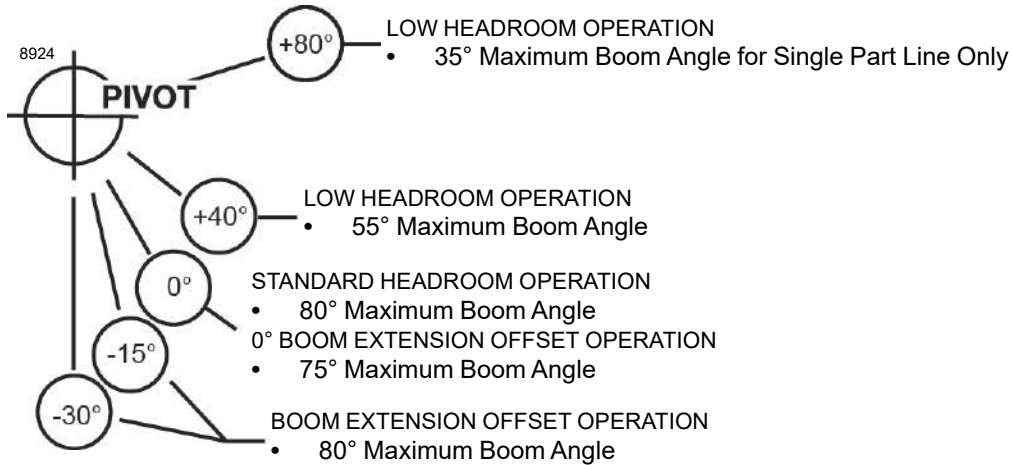 +80°
LOW HEADROOM OPERATION
• 35° Maximum Boom Angle for Single Part Line Only
8924
PIVOT
+40°
LOW HEADROOM OPERATION
• 55° Maximum Boom Angle
0°
STANDARD HEADROOM OPERATION
• 80° Maximum Boom Angle
0° BOOM EXTENSION OFFSET OPERATION
• 75° Maximum Boom Angle
-15°
-30°
BOOM EXTENSION OFFSET OPERATION
• 80° Maximum Boom Angle